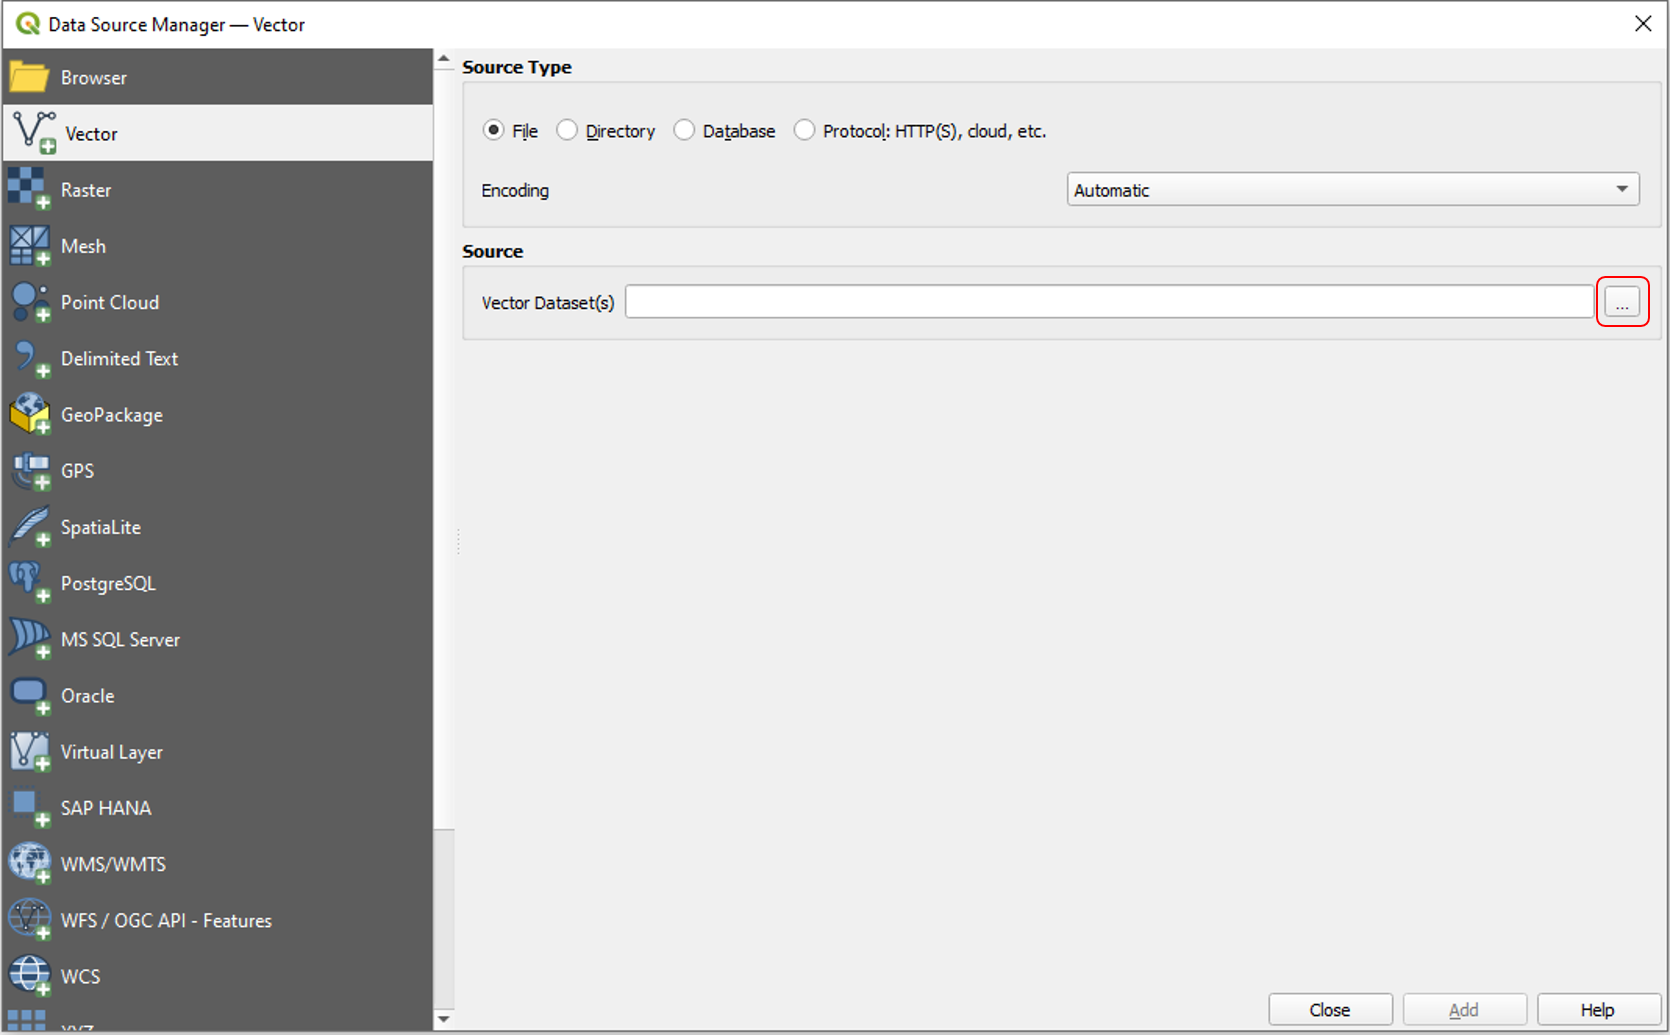 Data Source Manager — Vector
Browser
Vector
Raster
Mesh
Point Cloud
Delimited Text
GeoPackage
GPS
SpatiaLite
PostgreSQL
MS SQL Server
Oracle
Virtual Layer
SAP HANA
WMS/WMTS
WFS / OGC API - Features
WCS
Source Type
File Directory Database Protocol: HTTP(S), cloud, etc.
Encoding Automatic
Source
Vector Dataset(s) ...
Close Add Help